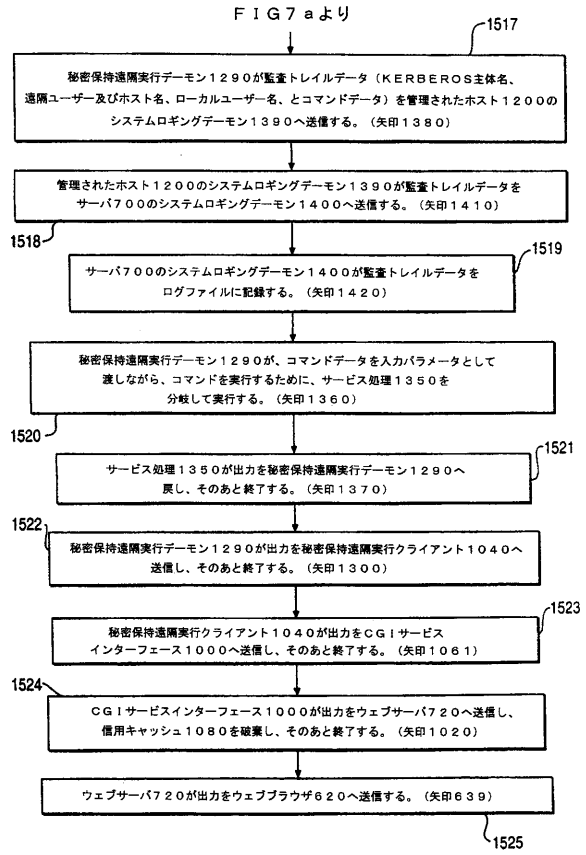 ＦＩＧ７ａより
1517
秘密保持遠隔実行デーモン１２９０が監査トレイルデータ（ＫＥＲＢＥＲＯＳ主体名、
遠隔ユーザー及びホスト名、ローカルユーザー名、とコマンドデータ）を管理されたホスト１２００の
システムロギングデーモン１３９０へ送信する。（矢印１３８０）
管理されたホスト１２００のシステムロギングデーモン１３９０が監査トレイルデータを
サーバ７００のシステムロギングデーモン１４００へ送信する。（矢印１４１０）
1518
1519
サーバ７００のシステムロギングデーモン１４００が監査トレイルデータを
ログファイルに記録する。（矢印１４２０）
秘密保持遠隔実行デーモン１２９０が、コマンドデータを入力パラメータとして
渡しながら、コマンドを実行するために、サービス処理１３５０を
分岐して実行する。（矢印１３６０）
1520
1521
サービス処理１３５０が出力を秘密保持遠隔実行デーモン１２９０へ
戻し、そのあと終了する。（矢印１３７０）
1522
秘密保持遠隔実行デーモン１２９０が出力を秘密保持遠隔実行クライアント１０４０へ
送信し、そのあと終了する。（矢印１３００）
1523
秘密保持遠隔実行クライアント１０４０が出力をＣＧＩサービス
インターフェース１０００へ送信し、そのあと終了する。（矢印１０６１）
1524
ＣＧＩサービスインターフェース１０００が出力をウェブサーバ７２０へ送信し、
信用キャッシュ１０８０を破棄し、そのあと終了する。（矢印１０２０）
ウェブサーバ７２０が出力をウェブブラウザ６２０へ送信する。（矢印６３９）
1525